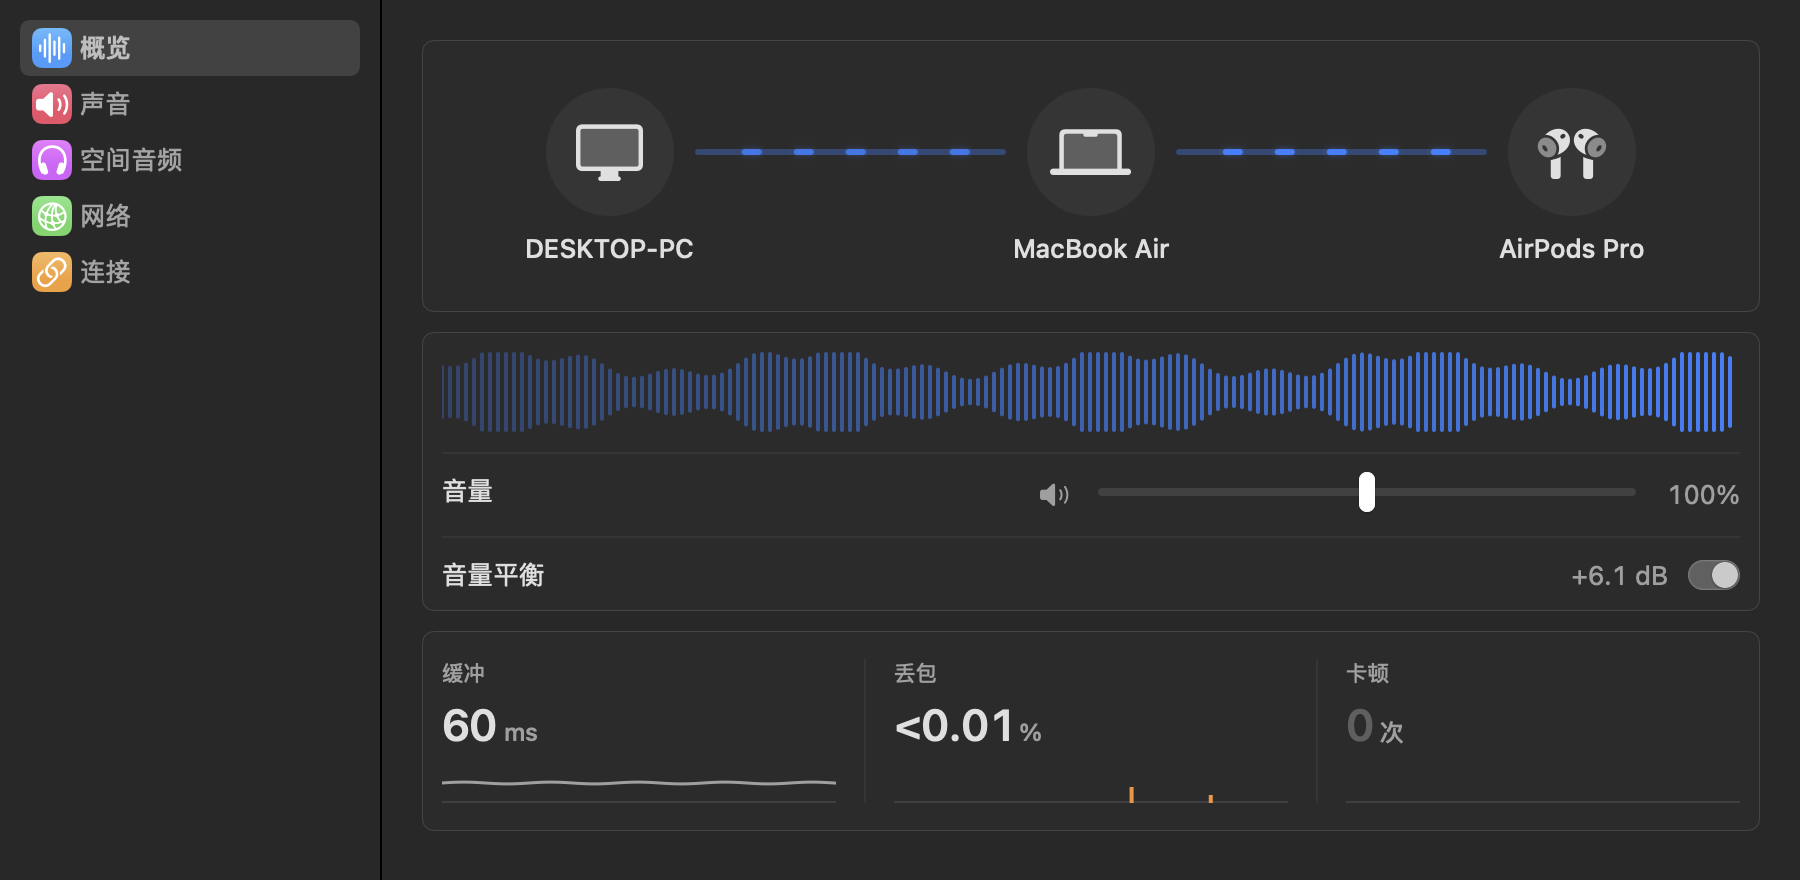 概览
声音
空间音频
网络
连接
DESKTOP-PC
MacBook Air
AirPods Pro
音量
100%
音量平衡
+6.1 dB
缓冲
60 ms
丢包
<0.01 %
卡顿
0 次